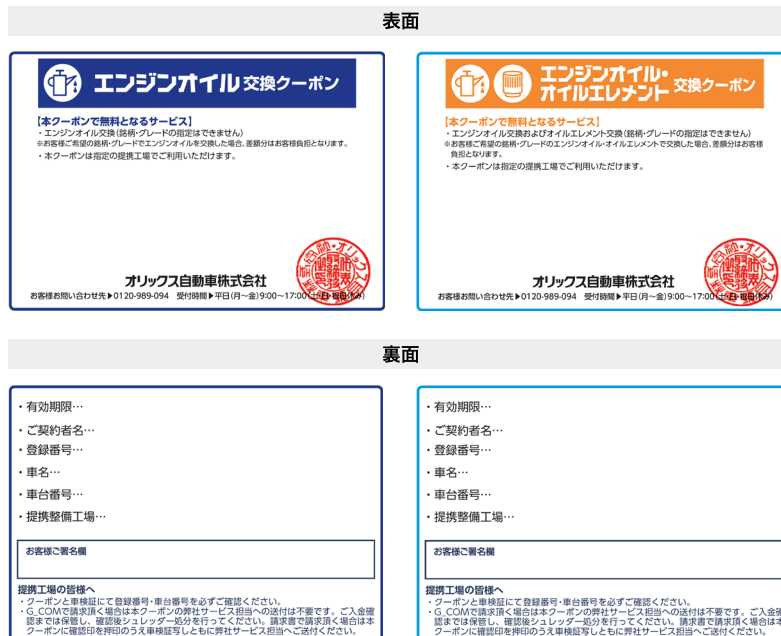 表面
エンジンオイル 交換クーポン
【本クーポンで無料となるサービス】
・エンジンオイル交換(銘柄・グレードの指定はできません)
※お客様ご希望の銘柄・グレードでエンジンオイルを交換した場合、差額分はお客様負担となります。
・本クーポンは指定の提携工場でご利用いただけます。
オリックス自動車株式会社
お客様お問い合わせ先▶0120-989-094 受付時間▶平日(月~金)9:00~17:00(土・日・祝日休み)
エンジンオイル・
オイルエレメント 交換クーポン
【本クーポンで無料となるサービス】
・エンジンオイル交換およびオイルエレメント交換(銘柄・グレードの指定はできません)
※お客様ご希望の銘柄・グレードのエンジンオイル・オイルエレメントで交換した場合、差額分はお客様
負担となります。
・本クーポンは指定の提携工場でご利用いただけます。
オリックス自動車株式会社
お客様お問い合わせ先▶0120-989-094 受付時間▶平日(月~金)9:00~17:00(土・日・祝日休み)
裏面
・有効期限…
・ご契約者名…
・登録番号…
・車名…
・車台番号…
・提携整備工場…
お客様ご署名欄
提携工場の皆様へ
・クーポンと車検証にて登録番号・車台番号を必ずご確認ください。
・G_COMで請求頂く場合は本クーポンの弊社サービス担当への送付は不要です。ご入金確
認までは保管し、確認後シュレッダー処分を行ってください。請求書で請求頂く場合は本
クーポンに確認印を押印のうえ車検証写しともに弊社サービス担当へご送付ください。
・有効期限…
・ご契約者名…
・登録番号…
・車名…
・車台番号…
・提携整備工場…
お客様ご署名欄
提携工場の皆様へ
・クーポンと車検証にて登録番号・車台番号を必ずご確認ください。
・G_COMで請求頂く場合は本クーポンの弊社サービス担当への送付は不要です。ご入金確
認までは保管し、確認後シュレッダー処分を行ってください。請求書で請求頂く場合は
クーポンに確認印を押印のうえ車検証写しともに弊社サービス担当へご送付ください。